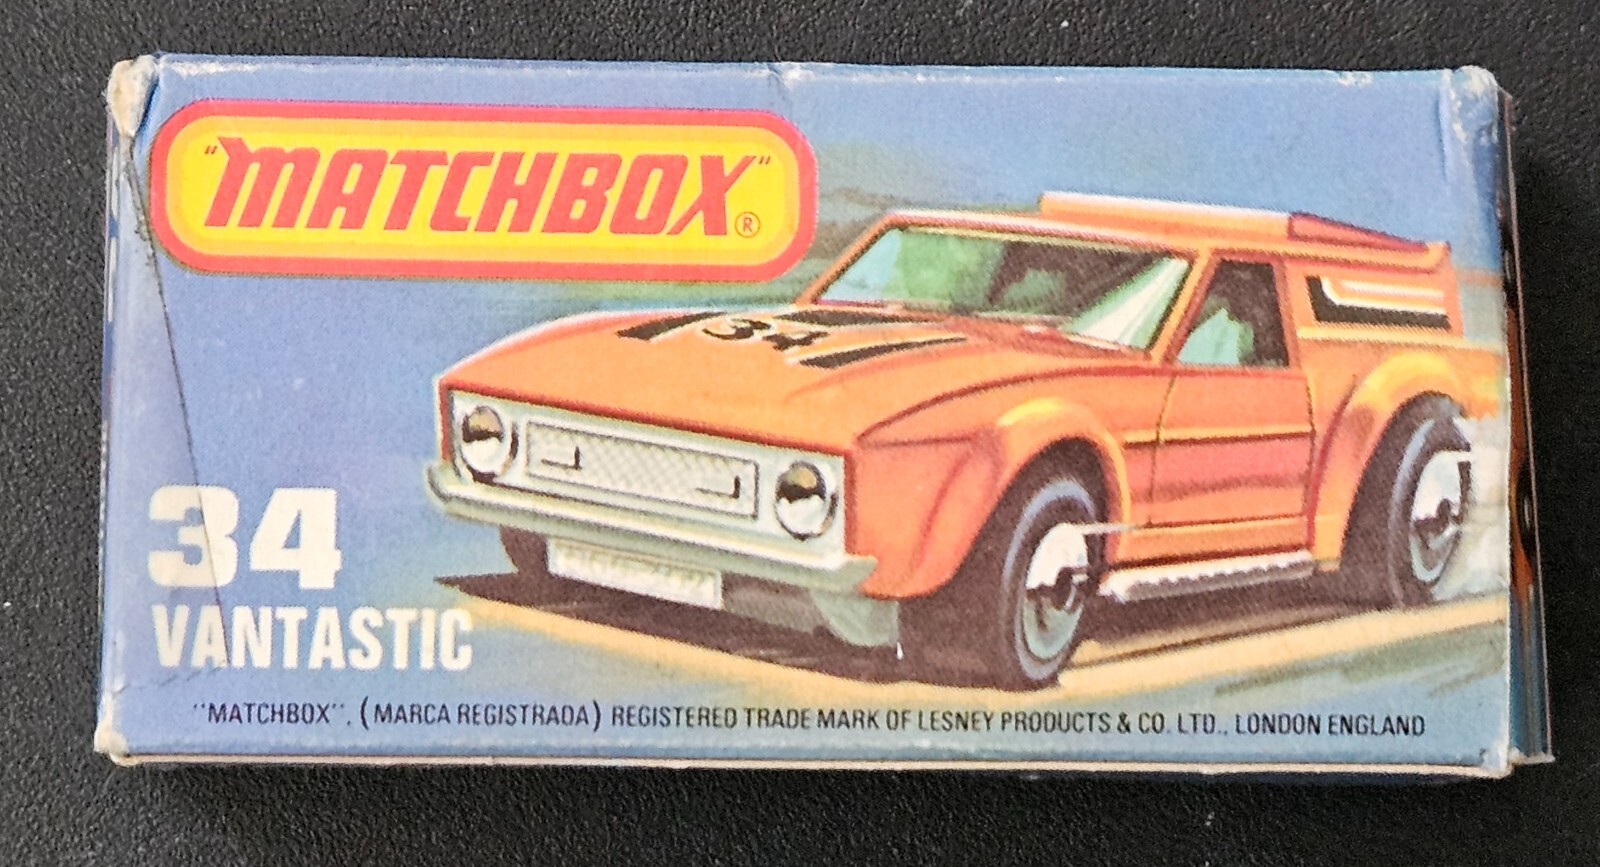 "MATCHBOX"®
34
34
VANTASTIC
"MATCHBOX". (MARCA REGISTRADA) REGISTERED TRADE MARK OF LESNEY PRODUCTS & CO. LTD., LONDON ENGLAND